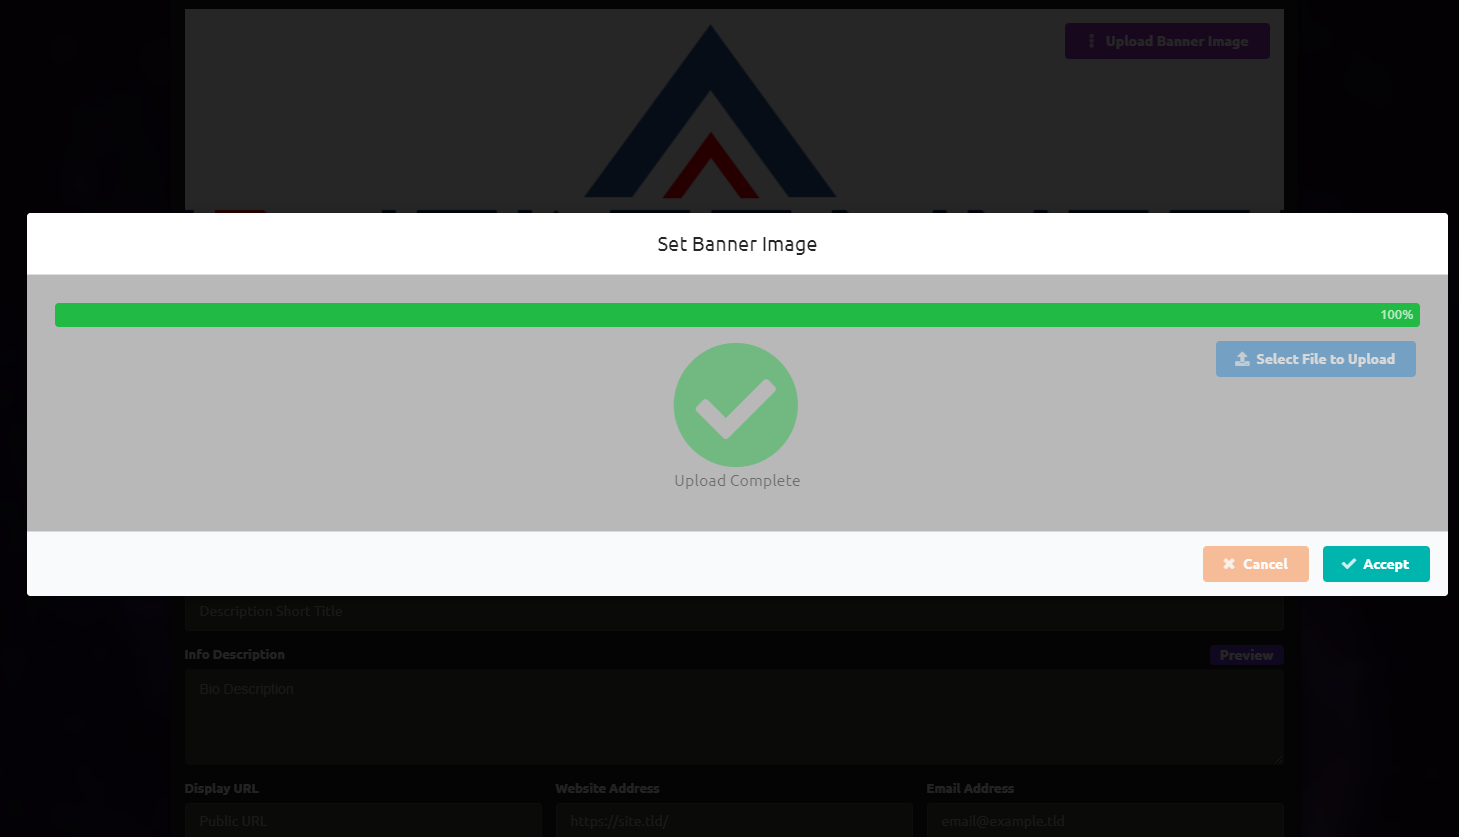 Upload Banner Image
Set Banner Image
100%
Select File to Upload
Upload Complete
Cancel
Accept
Description Short Title
Info Description
Preview
Bio Description
Display URL
Website Address
Email Address
Public URL
https://site.tld/
email@example.tld